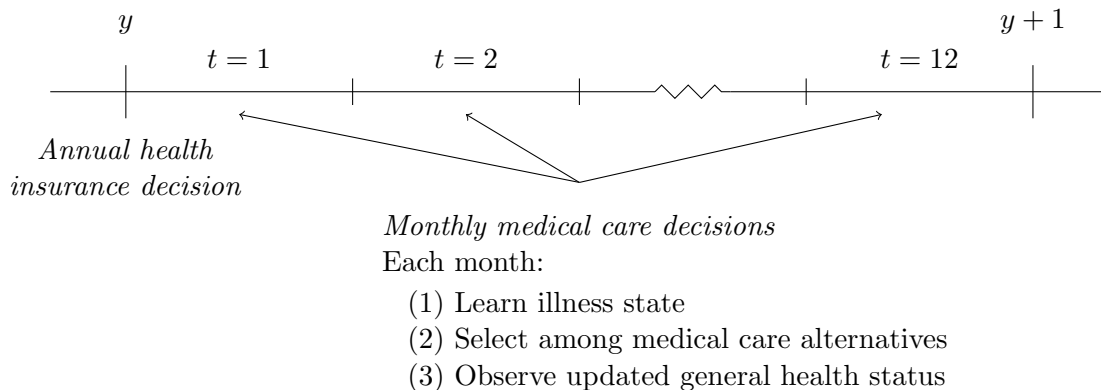 y
y + 1
t = 1
t = 2
t = 12
Annual health
insurance decision
Monthly medical care decisions
Each month:
(1) Learn illness state
(2) Select among medical care alternatives
(3) Observe updated general health status